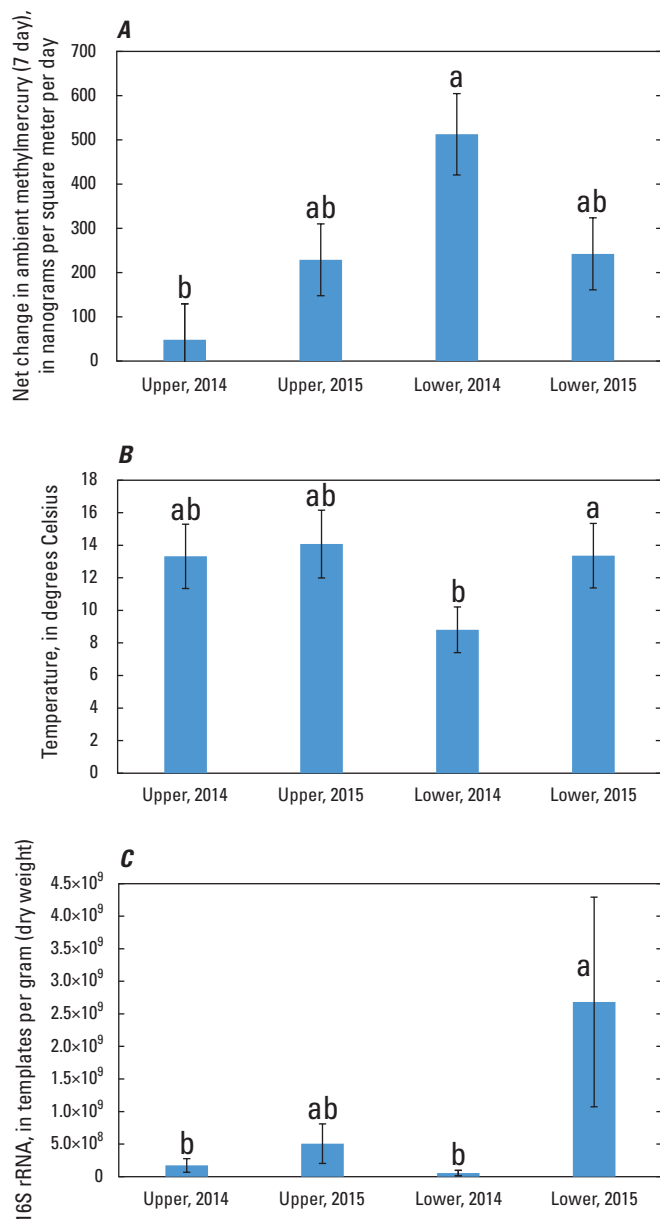 A
Net change in ambient methylmercury (7 day),
in nanograms per square meter per day
700
600
500
400
300
200
100
0
b
ab
a
ab
Upper, 2014
Upper, 2015
Lower, 2014
Lower, 2015
B
Temperature, in degrees Celsius
18
16
14
12
10
8
6
4
2
0
ab
ab
b
a
Upper, 2014
Upper, 2015
Lower, 2014
Lower, 2015
C
16S rRNA, in templates per gram (dry weight)
4.5×10⁹
4.0×10⁹
3.5×10⁹
3.0×10⁹
2.5×10⁹
2.0×10⁹
1.5×10⁹
1.0×10⁹
5.0×10⁸
0
b
ab
b
a
Upper, 2014
Upper, 2015
Lower, 2014
Lower, 2015